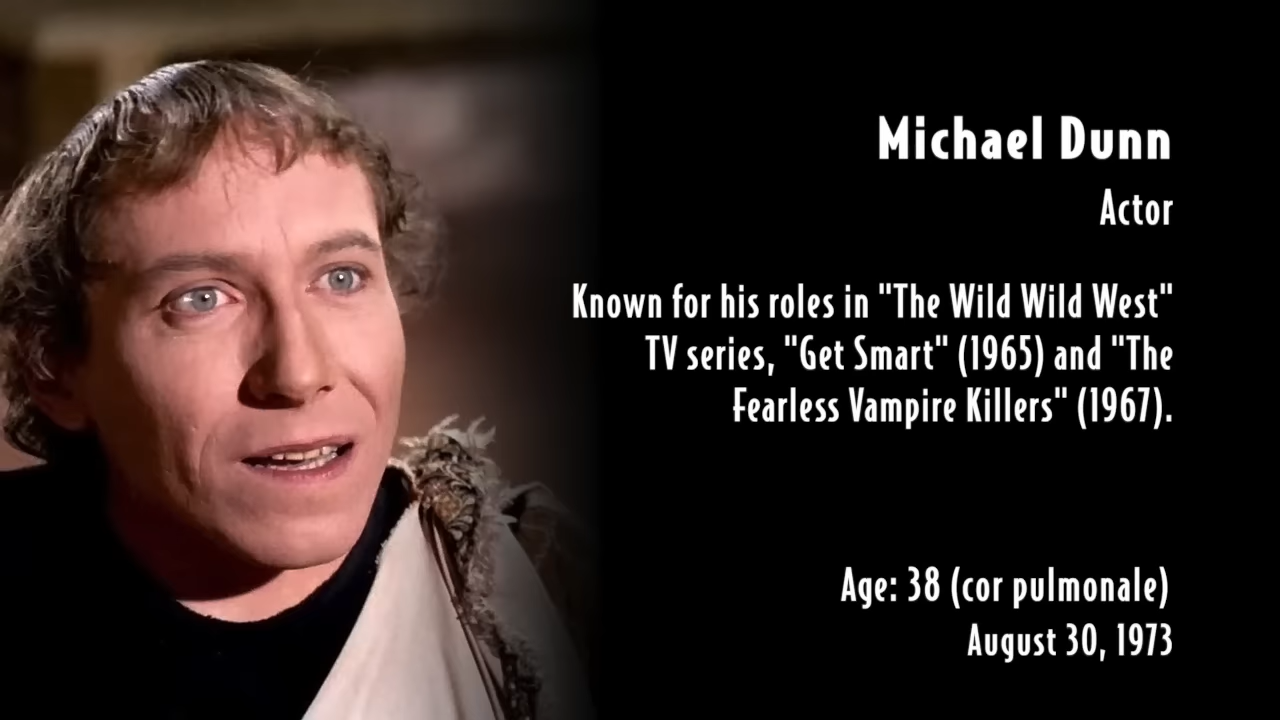 Michael Dunn
Actor
Known for his roles in "The Wild Wild West"
TV series, "Get Smart" (1965) and "The
Fearless Vampire Killers" (1967).
Age: 38 (cor pulmonale)
August 30, 1973